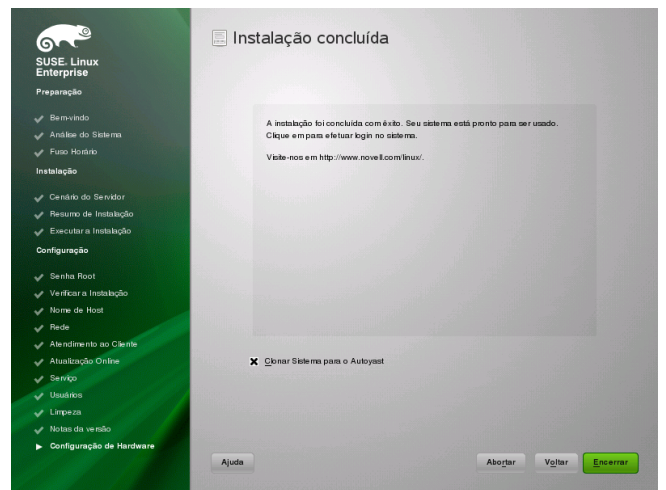 SUSE. Linux
Enterprise
Preparação
Bem-vindo
Análise do Sistema
Fuso Horário
Instalação
Cenário do Servidor
Resumo de Instalação
Executar a Instalação
Configuração
Senha Root
Verificar a Instalação
Nome de Host
Rede
Atendimento ao Cliente
Atualização Online
Serviço
Usuários
Limpeza
Notas da versão
Configuração de Hardware
Instalação concluída
A instalação foi concluída com êxito. Seu sistema está pronto para ser usado.
Clique em para efetuar login no sistema.
Visite-nos em http://www.novell.com/linux/.
Clonar Sistema para o Autoyast
Ajuda
Abortar
Voltar
Encerrar